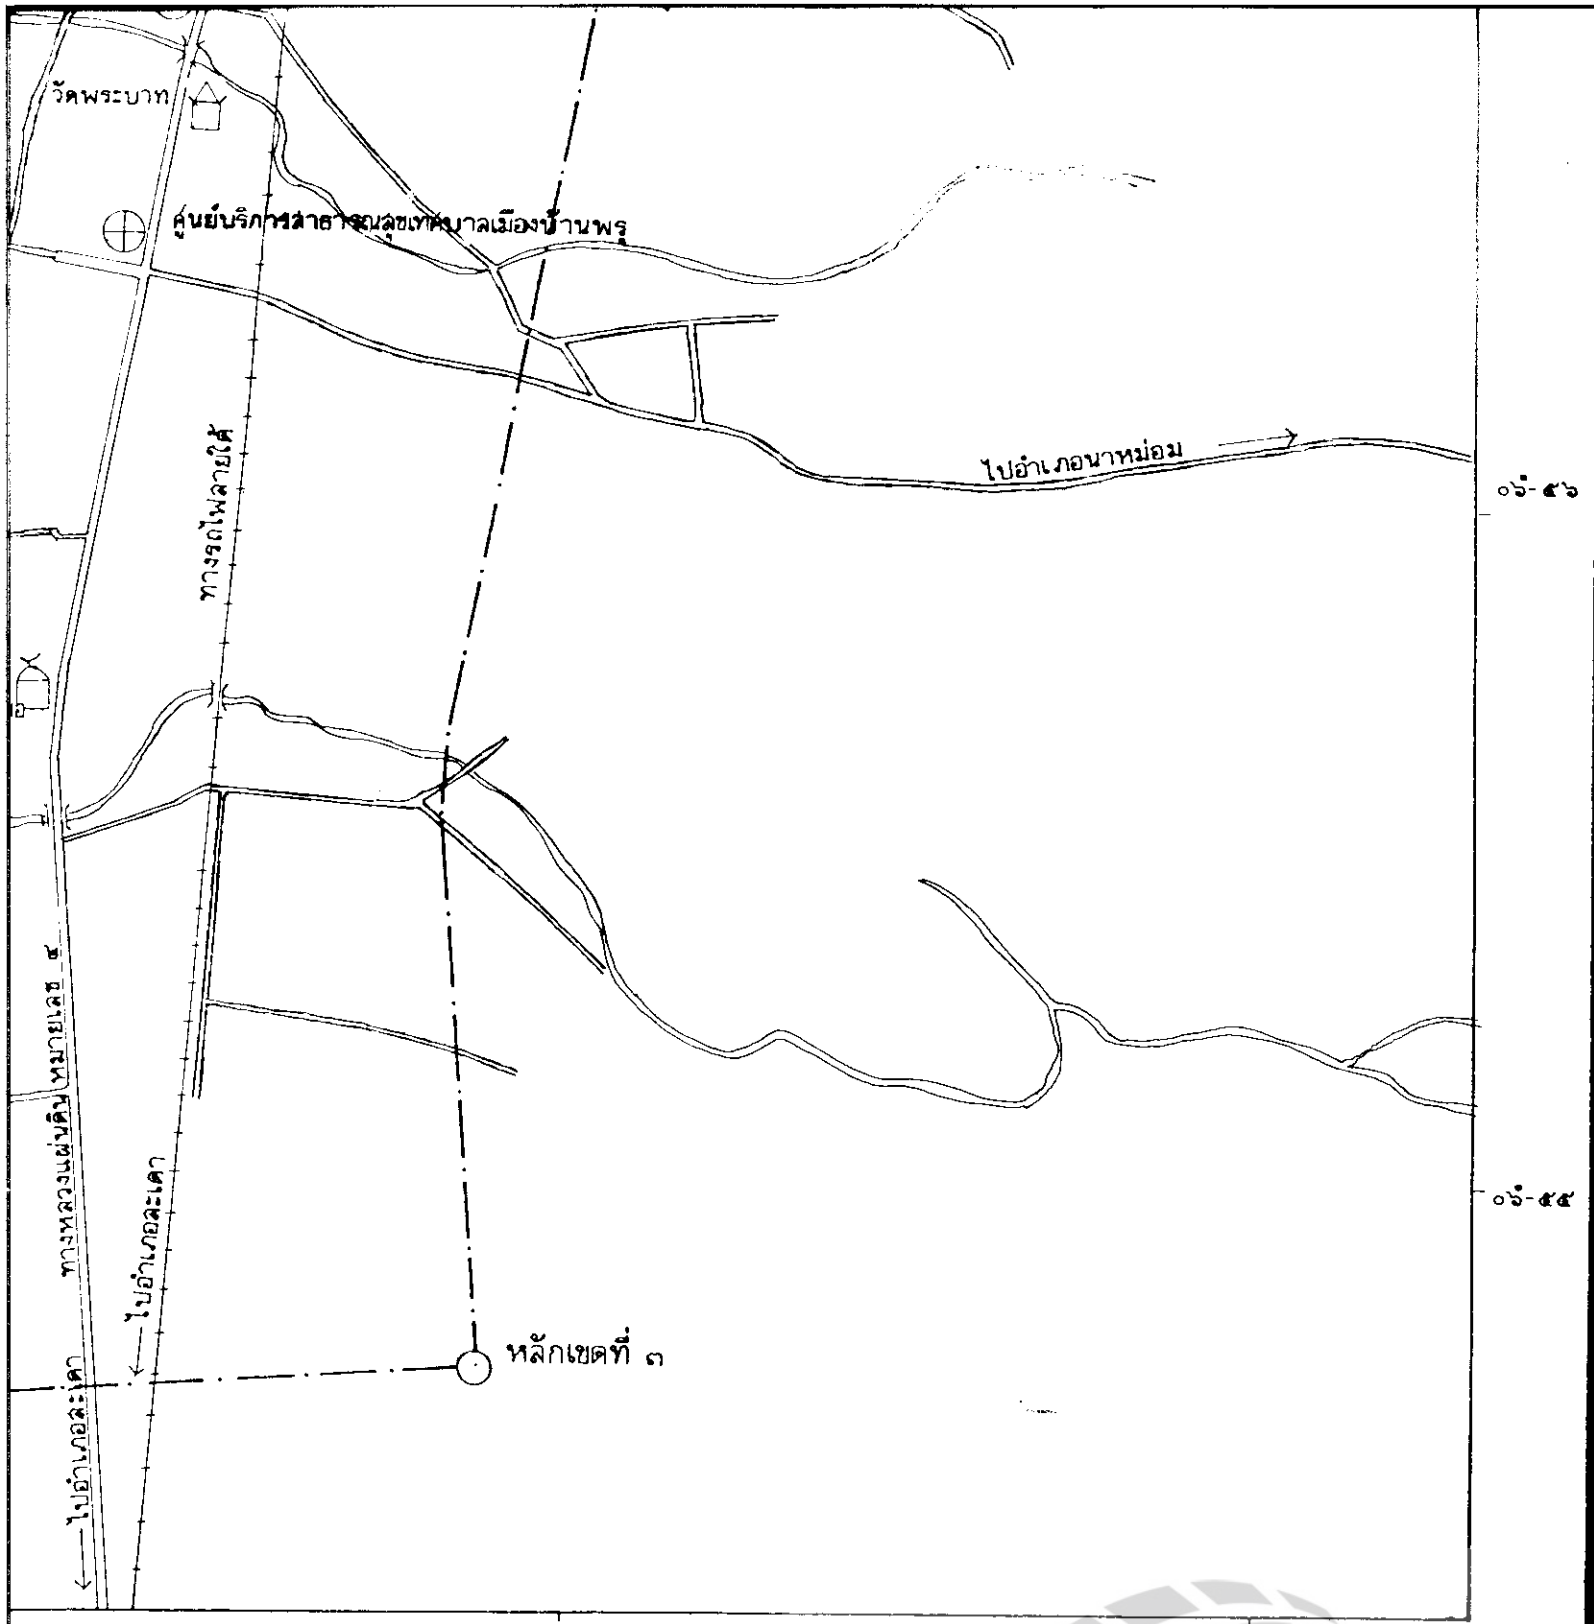 วัดพระบาท
ศูนย์บริการสาธารณสุขเทศบาลเมืองบ้านพรุ
ไปอำเภอนาหม่อม
๐๖-๕๖
ทางรถไฟสายใต้
ทางหลวงแผ่นดิน หมายเลข ๔
ไปอำเภอสะเดา
๐๖-๕๕
หลักเขตที่ ๓
ไปอำเภอสะเดา